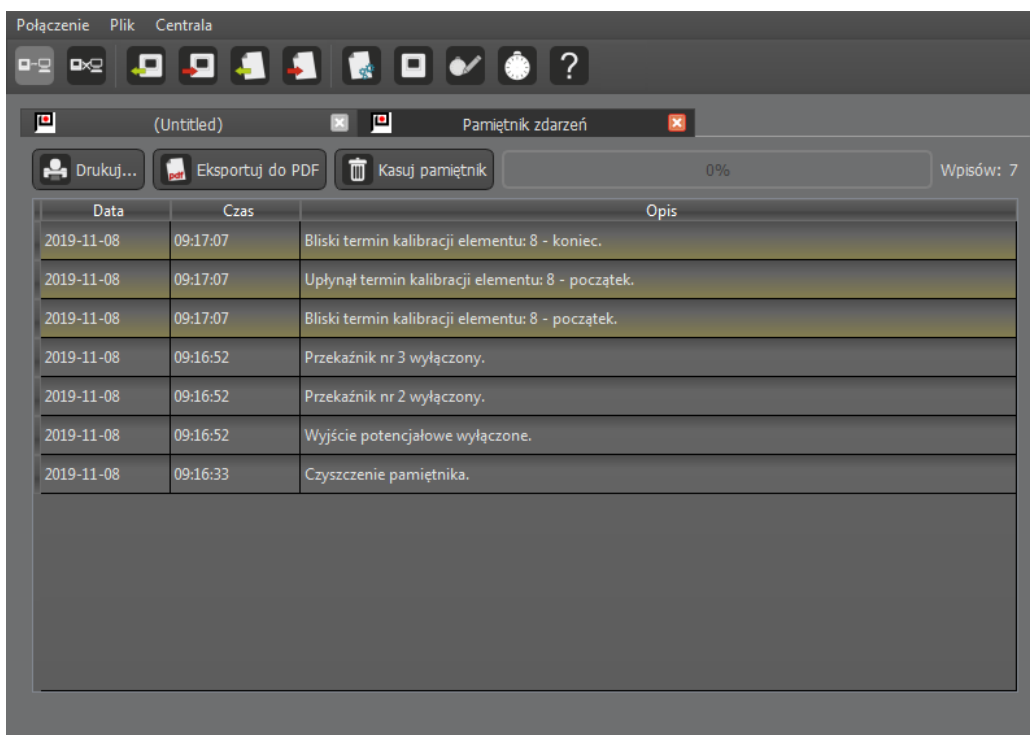 Połączenie Plik Centrala
?
(Untitled) Pamiętnik zdarzeń
Drukuj... pdf Eksportuj do PDF Kasuj pamiętnik 0% Wpisów: 7
Data Czas Opis
2019-11-08 09:17:07 Bliski termin kalibracji elementu: 8 - koniec.
2019-11-08 09:17:07 Upłynął termin kalibracji elementu: 8 - początek.
2019-11-08 09:17:07 Bliski termin kalibracji elementu: 8 - początek.
2019-11-08 09:16:52 Przekaźnik nr 3 wyłączony.
2019-11-08 09:16:52 Przekaźnik nr 2 wyłączony.
2019-11-08 09:16:52 Wyjście potencjałowe wyłączone.
2019-11-08 09:16:33 Czyszczenie pamiętnika.